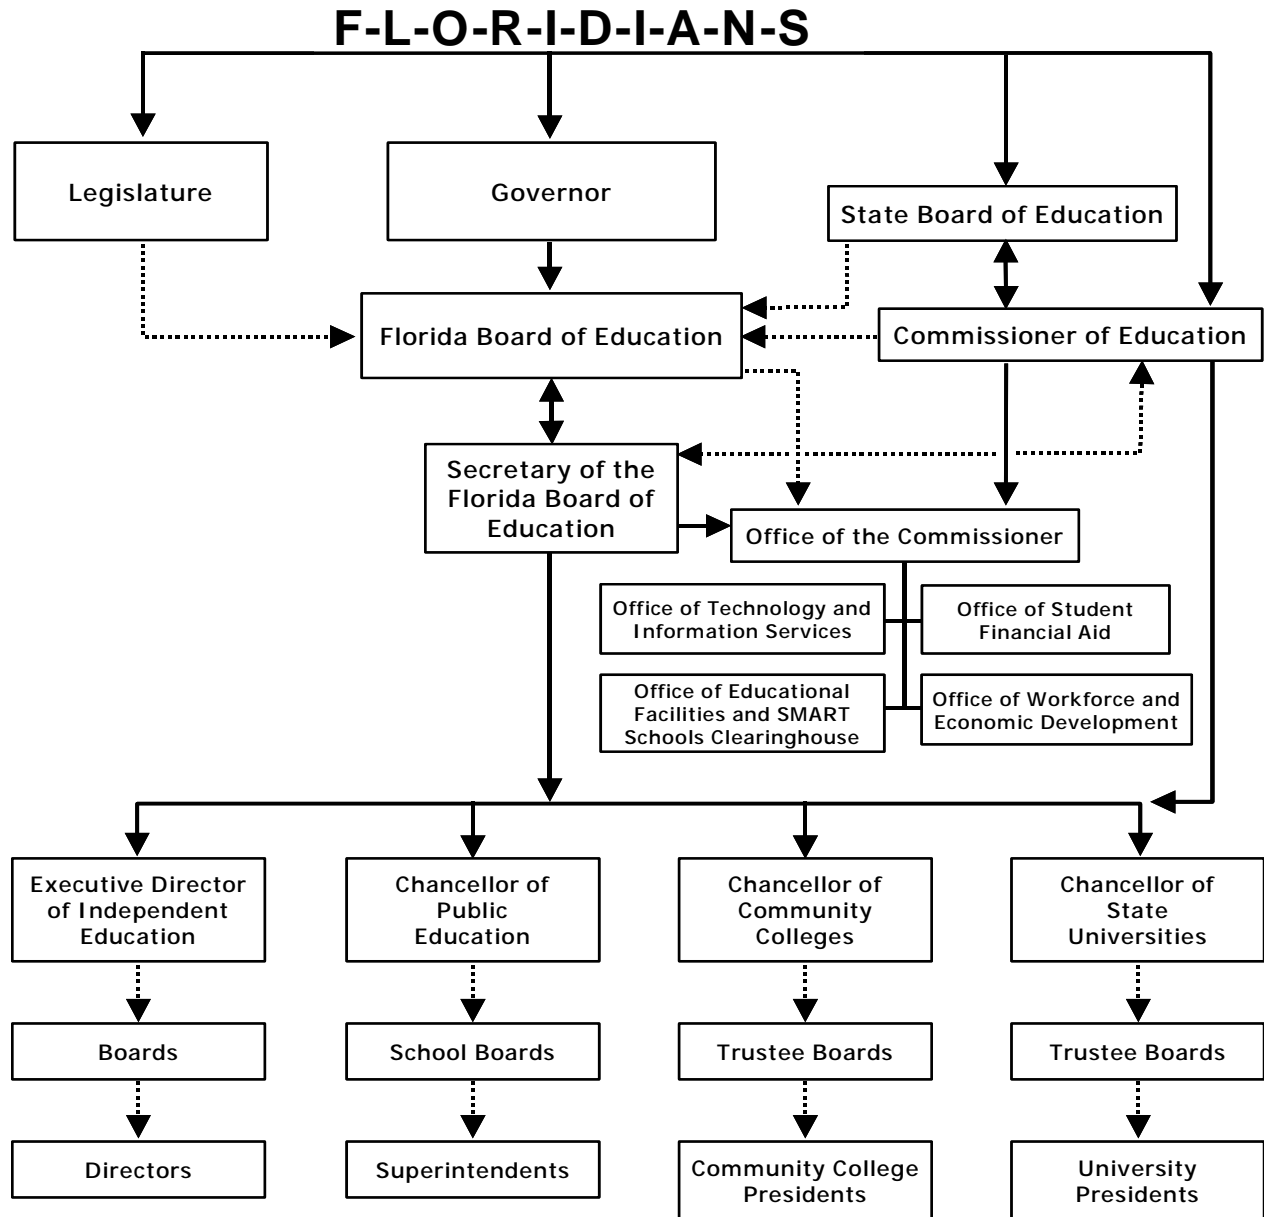 F-L-O-R-I-D-I-A-N-S
Legislature
Governor
State Board of Education
Florida Board of Education
Commissioner of Education
Secretary of the
Florida Board of
Education
Office of the Commissioner
Office of Technology and
Information Services
Office of Student
Financial Aid
Office of Educational
Facilities and SMART
Schools Clearinghouse
Office of Workforce and
Economic Development
Executive Director
of Independent
Education
Chancellor of
Public
Education
Chancellor of
Community
Colleges
Chancellor of
State
Universities
Boards
School Boards
Trustee Boards
Trustee Boards
Directors
Superintendents
Community College
Presidents
University
Presidents